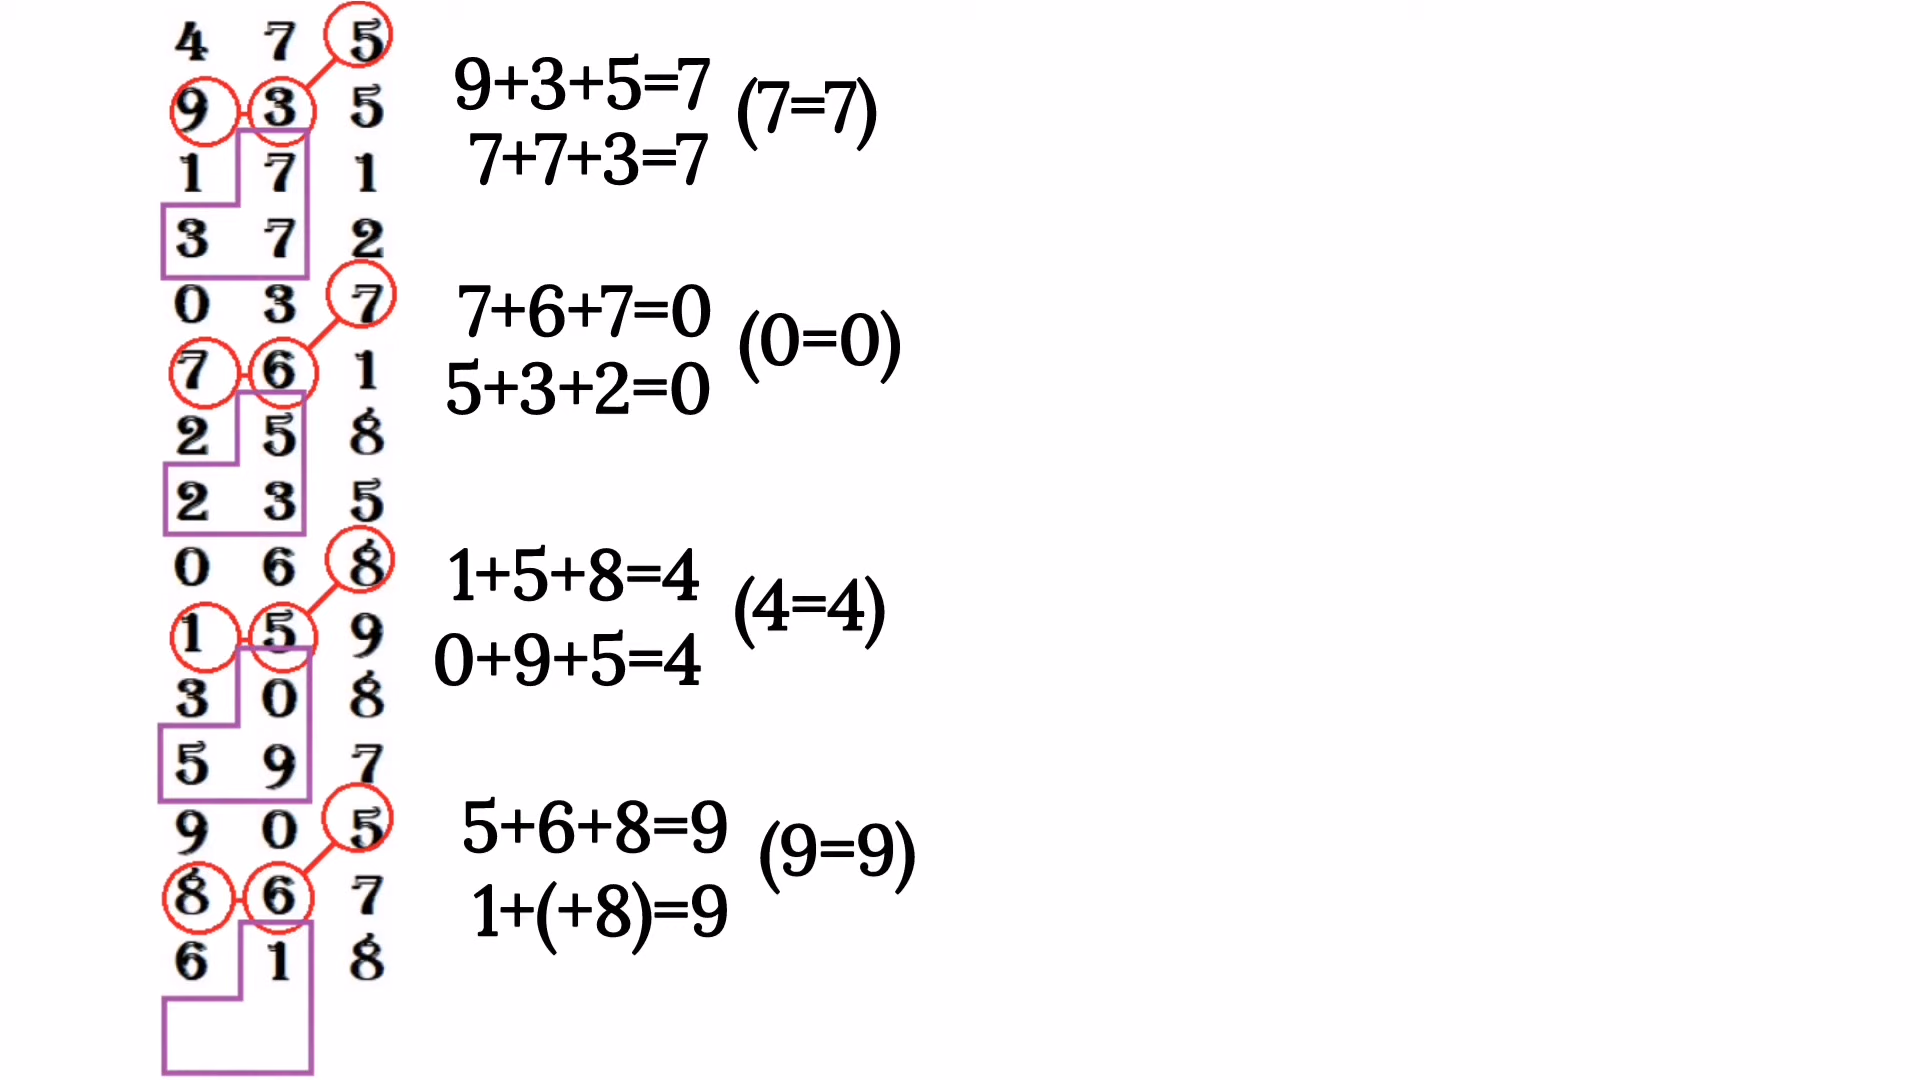 4 7 5
9 3 5
1 7 1
3 7 2
0 3 7
7 6 1
2 5 8
2 3 5
0 6 8
1 5 9
3 0 8
5 9 7
9 0 5
8 6 7
6 1 8
9+3+5=7
7+7+3=7
(7=7)
7+6+7=0
5+3+2=0
(0=0)
1+5+8=4
0+9+5=4
(4=4)
5+6+8=9
1+(+8)=9
(9=9)